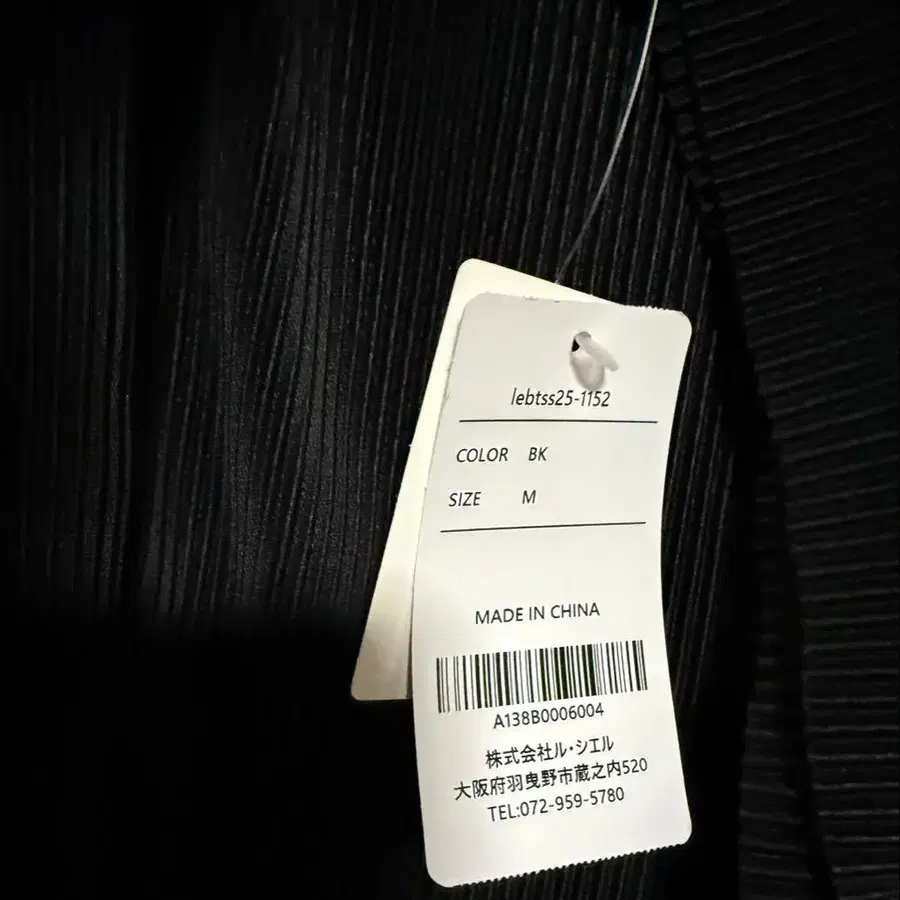 lebtss25-1152
COLOR BK
SIZE M
MADE IN CHINA
A138B0006004
株式会社ル・シエル
大阪府羽曳野市蔵之内520
TEL:072-959-5780